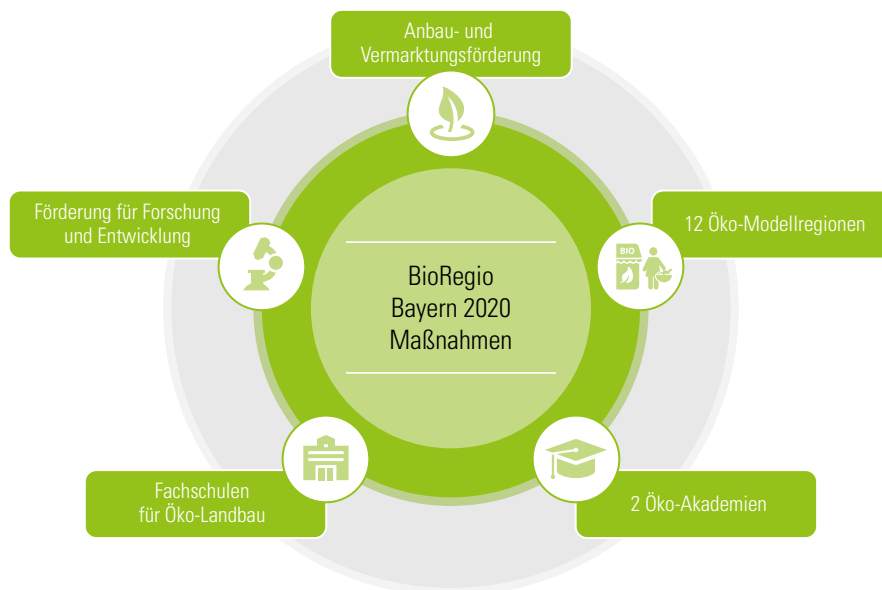 Anbau- und
Vermarktungsförderung
Förderung für Forschung
und Entwicklung
12 Öko-Modellregionen
BIO
BioRegio
Bayern 2020
Maßnahmen
Fachschulen
für Öko-Landbau
2 Öko-Akademien